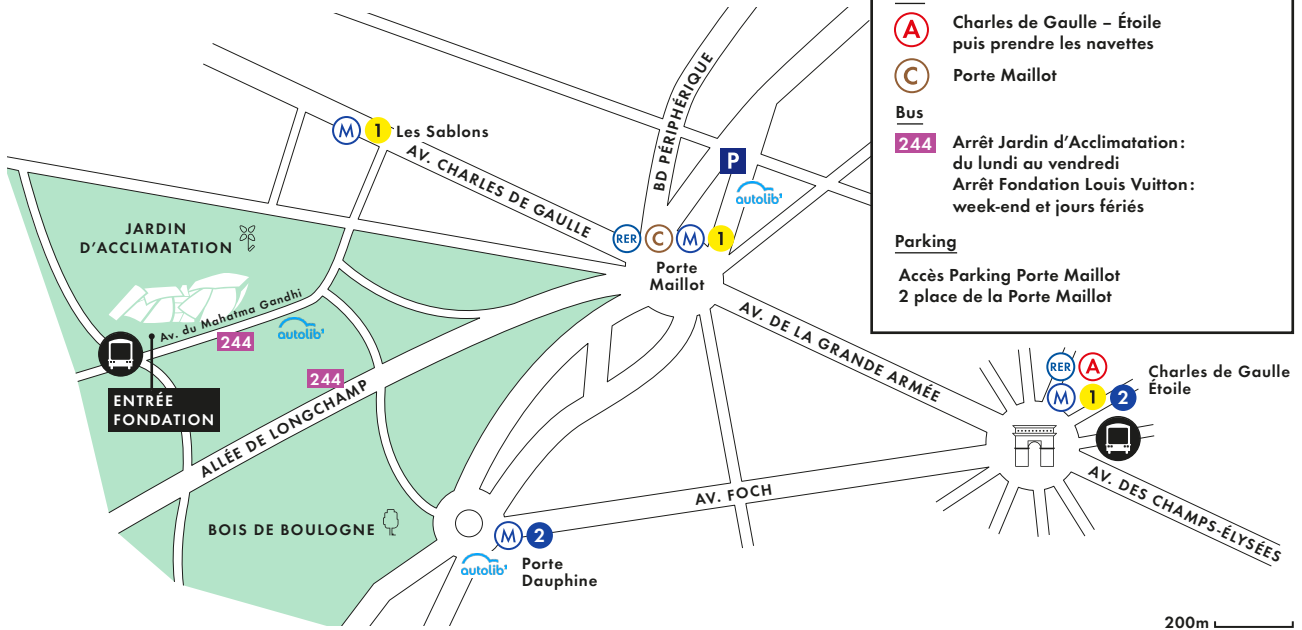 A Charles de Gaulle – Étoile
puis prendre les navettes
C Porte Maillot
Bus
244 Arrêt Jardin d'Acclimatation :
du lundi au vendredi
Arrêt Fondation Louis Vuitton :
week-end et jours fériés
Parking
Accès Parking Porte Maillot
2 place de la Porte Maillot
BD PÉRIPHÉRIQUE
M 1 Les Sablons
AV. CHARLES DE GAULLE
P
autolib'
JARDIN
D'ACCLIMATATION
RER C M 1
Porte
Maillot
Av. du Mahatma Gandhi
244
autolib'
244
ENTRÉE
FONDATION
ALLÉE DE LONGCHAMP
AV. DE LA GRANDE ARMÉE
RER A
M 1 2
Charles de Gaulle
Étoile
AV. FOCH
AV. DES CHAMPS-ÉLYSÉES
BOIS DE BOULOGNE
M 2
autolib'
Porte
Dauphine
200m